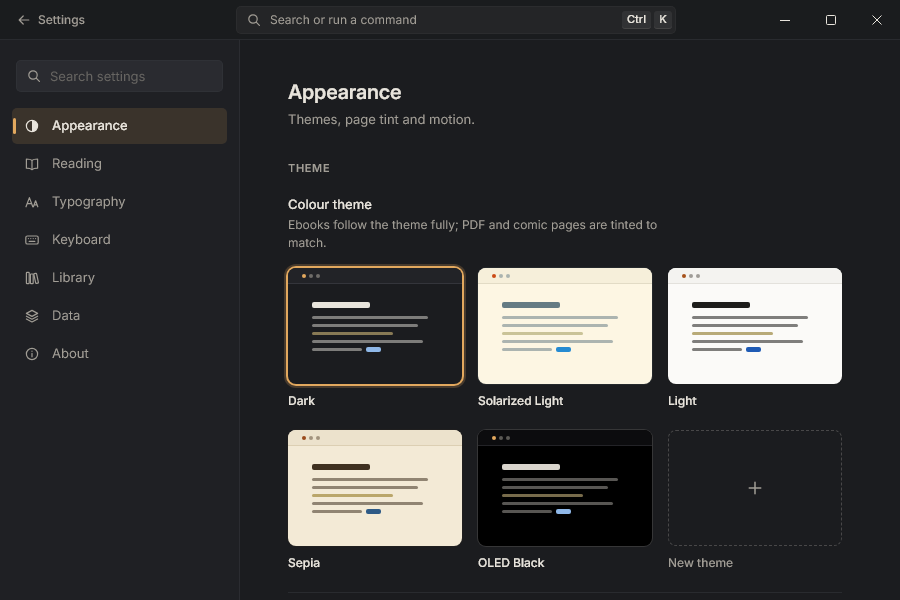 Settings
Search or run a command
Ctrl K
Search settings
Appearance
Reading
Typography
Keyboard
Library
Data
About
Appearance
Themes, page tint and motion.
THEME
Colour theme
Ebooks follow the theme fully; PDF and comic pages are tinted to
match.
Dark
Solarized Light
Light
Sepia
OLED Black
New theme